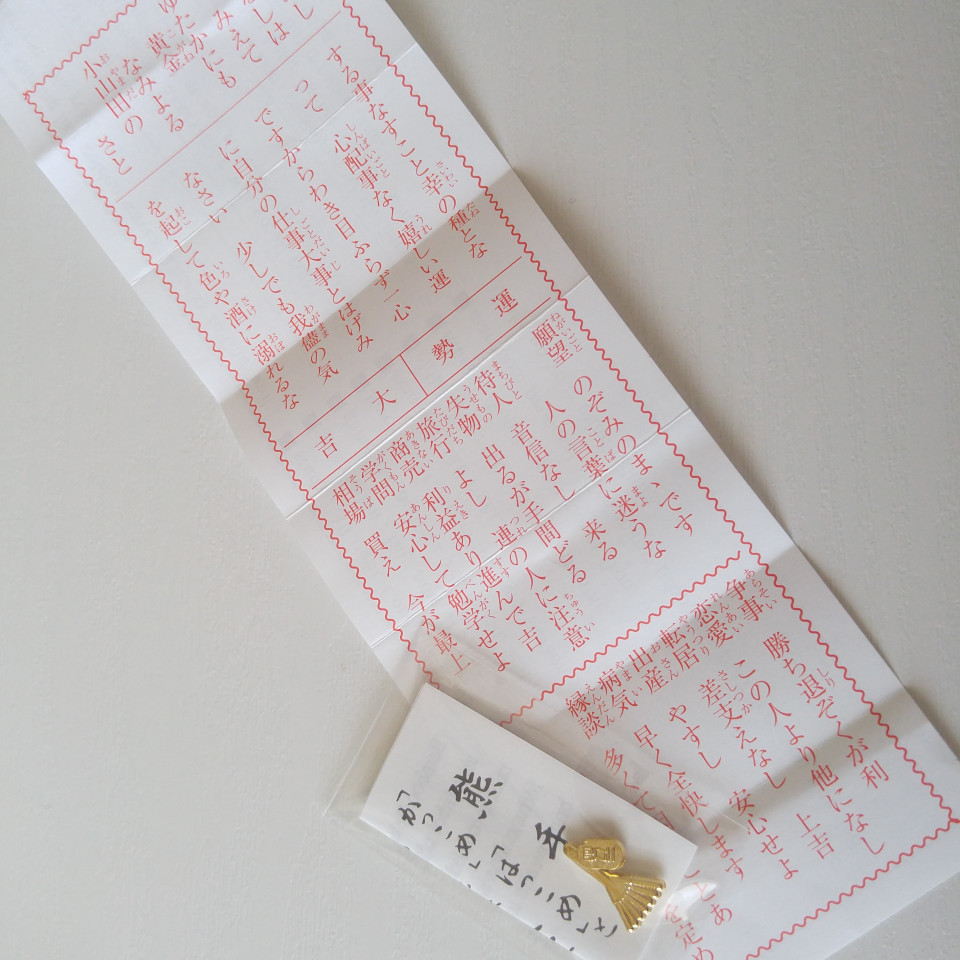 しは
みえて
ゆたかにも
黄金なみよる
小山田のさと
する事なすこと幸の種とな
って 心配事なく嬉しい運
ですからわき目ふらず一心
に自分の仕事大事とはげみ
なさい 少しでも我儘の気
を起して色や酒に溺れるな
運勢 大吉
願望 のぞみのまゝです
人の言葉に迷うな
待人 音信なし 来る
失物 出るが手間どる
旅行 よし 連の人に注意
商売 利益あり 進んで吉
学問 安心して勉学せよ
相場 買え 今が最上
争事 勝ち退ぞくが利
恋愛 この人より他になし
転居 差支えなし 上吉
出産 やすし 安心せよ
病気 早く全快します
縁談 多くて ことあ
を定め
熊手
「かっこめ」「はっこめ」と